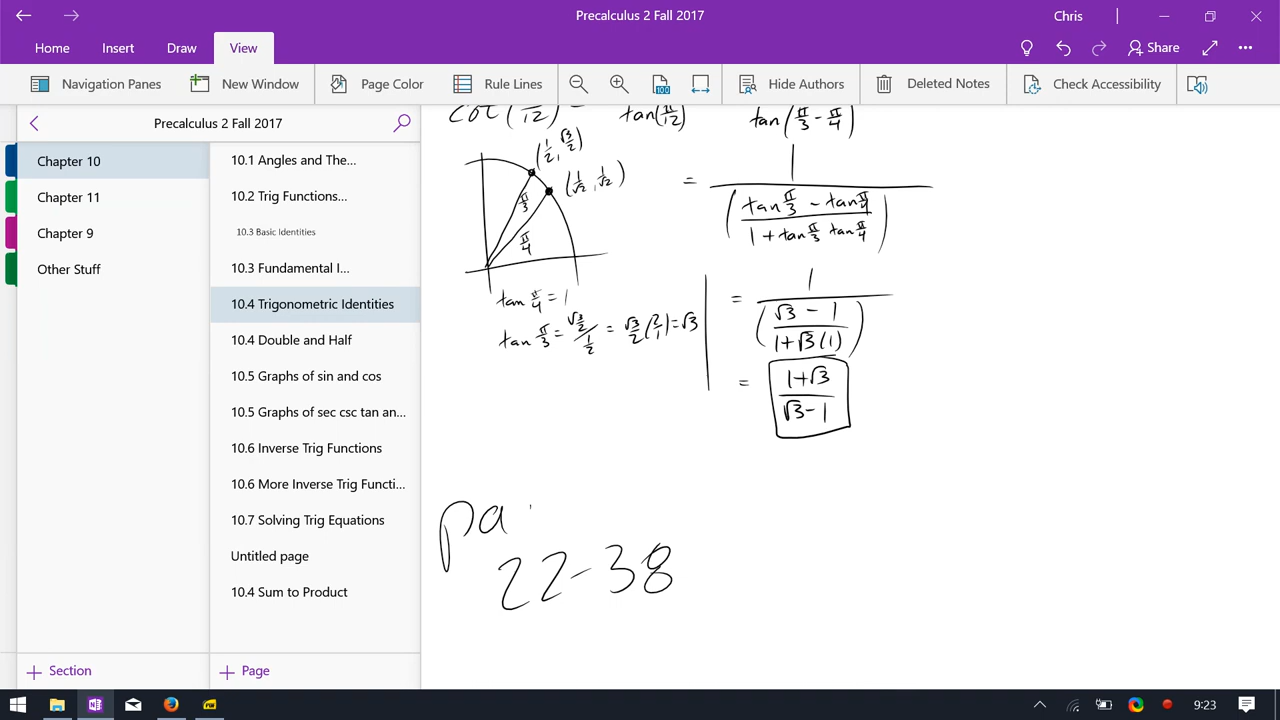 Precalculus 2 Fall 2017
Chris
Home Insert Draw View
Share
Navigation Panes New Window Page Color Rule Lines 100 Hide Authors Deleted Notes Check Accessibility
Precalculus 2 Fall 2017
Chapter 10
Chapter 11
Chapter 9
Other Stuff
10.1 Angles and The...
10.2 Trig Functions...
10.3 Basic Identities
10.3 Fundamental I...
10.4 Trigonometric Identities
10.4 Double and Half
10.5 Graphs of sin and cos
10.5 Graphs of sec csc tan an...
10.6 Inverse Trig Functions
10.6 More Inverse Trig Functi...
10.7 Solving Trig Equations
Untitled page
10.4 Sum to Product
+ Section
+ Page
cot(π/12) = tan(π/12) tan(π/3 - π/4)
(1/2, √3/2)
(1/√2, 1/√2)
π/3
π/4
tan π/4 = 1
tan π/3 = (√3/2)/(1/2) = √3/2 (2/1) = √3
= 1/((tan π/3 - tan π/4)/(1 + tan π/3 tan π/4))
= 1/((√3 - 1)/(1+√3(1)))
= (1+√3)/(√3-1)
pa
22-38
9:23